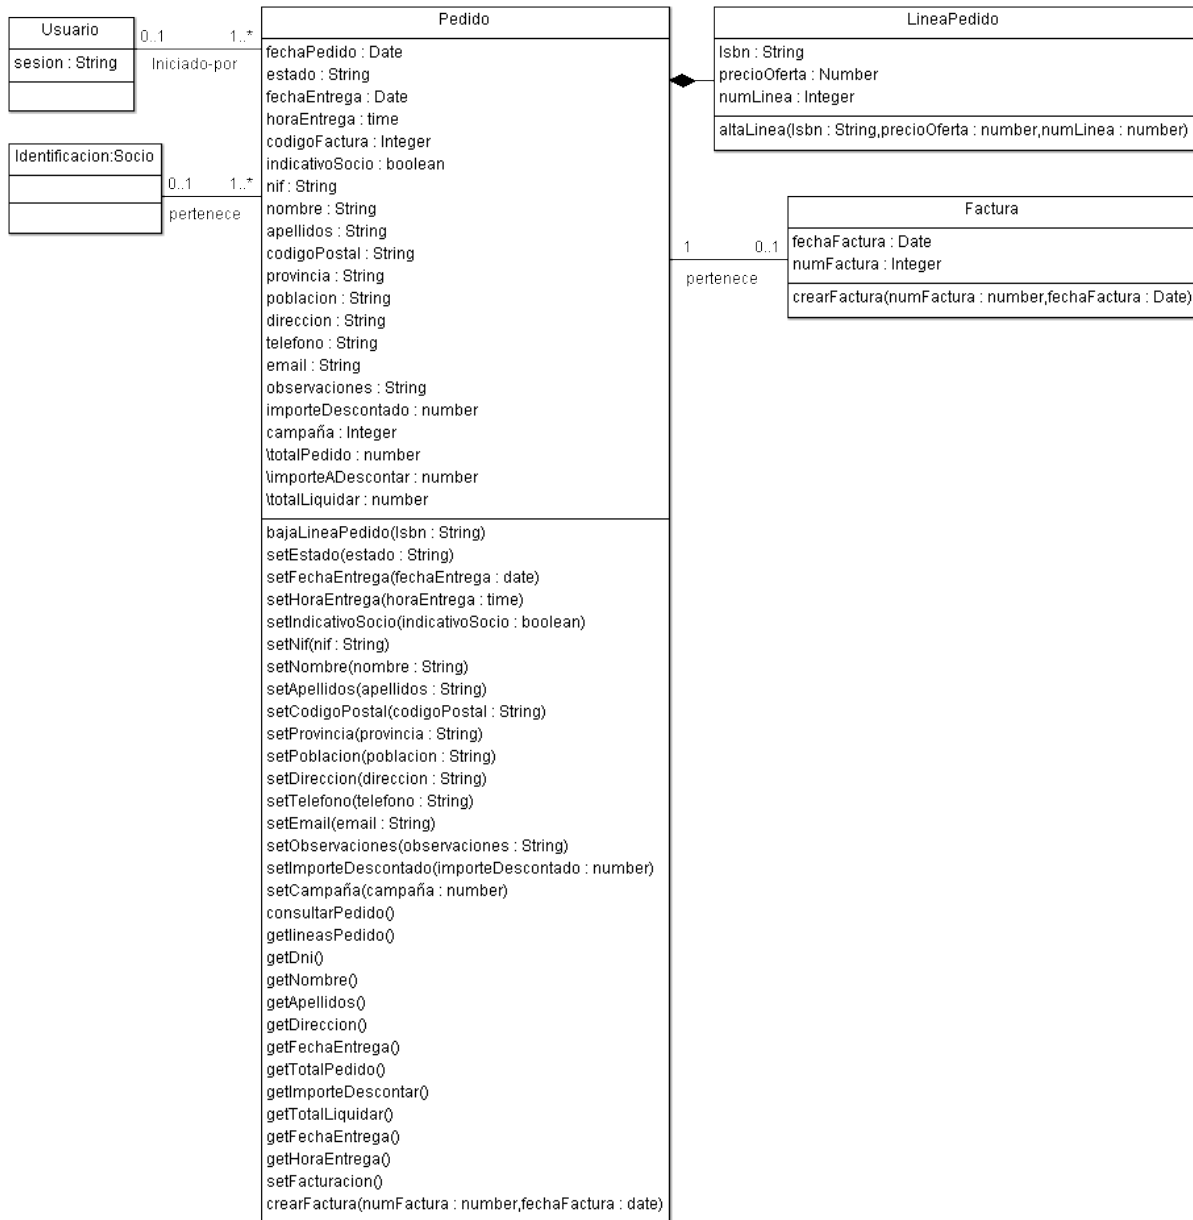 Usuario
sesion : String
0..1
1..*
Iniciado-por
Identificacion:Socio
0..1
1..*
pertenece
Pedido
fechaPedido : Date
estado : String
fechaEntrega : Date
horaEntrega : time
codigoFactura : Integer
indicativoSocio : boolean
nif : String
nombre : String
apellidos : String
codigoPostal : String
provincia : String
poblacion : String
direccion : String
telefono : String
email : String
observaciones : String
importeDescontado : number
campaña : Integer
\totalPedido : number
\importeADescontar : number
\totalLiquidar : number
bajaLineaPedido(Isbn : String)
setEstado(estado : String)
setFechaEntrega(fechaEntrega : date)
setHoraEntrega(horaEntrega : time)
setIndicativoSocio(indicativoSocio : boolean)
setNif(nif : String)
setNombre(nombre : String)
setApellidos(apellidos : String)
setCodigoPostal(codigoPostal : String)
setProvincia(provincia : String)
setPoblacion(poblacion : String)
setDireccion(direccion : String)
setTelefono(telefono : String)
setEmail(email : String)
setObservaciones(observaciones : String)
setImporteDescontado(importeDescontado : number)
setCampaña(campaña : number)
consultarPedido()
getlineasPedido()
getDni()
getNombre()
getApellidos()
getDireccion()
getFechaEntrega()
getTotalPedido()
getImporteDescontar()
getTotalLiquidar()
getFechaEntrega()
getHoraEntrega()
setFacturacion()
crearFactura(numFactura : number,fechaFactura : date)
LineaPedido
Isbn : String
precioOferta : Number
numLinea : Integer
altaLinea(Isbn : String,precioOferta : number,numLinea : number)
1
0..1
pertenece
Factura
fechaFactura : Date
numFactura : Integer
crearFactura(numFactura : number,fechaFactura : Date)